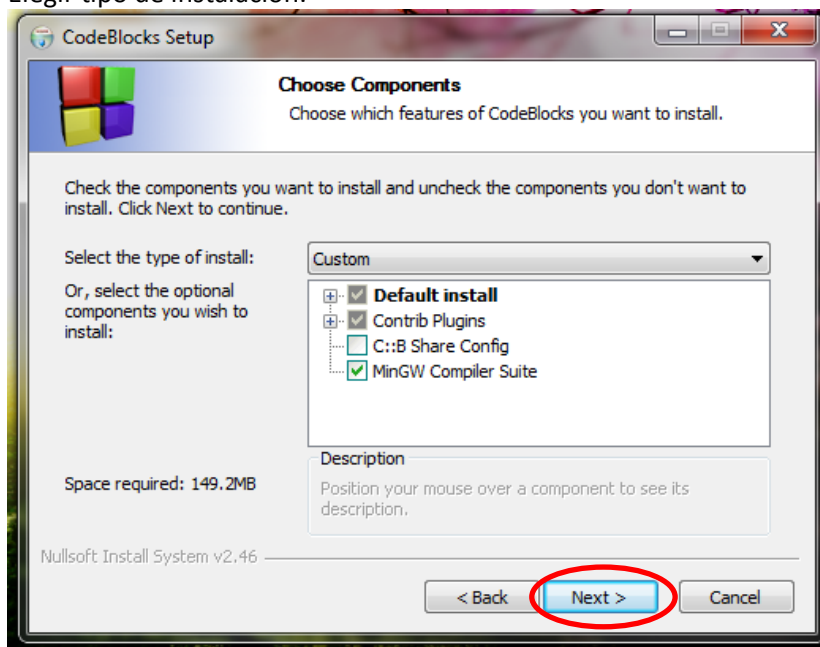 Elegir tipo de instalación:
CodeBlocks Setup
Choose Components
Choose which features of CodeBlocks you want to install.
Check the components you want to install and uncheck the components you don't want to
install. Click Next to continue.
Select the type of install:
Custom
Or, select the optional
components you wish to
install:
Default install
Contrib Plugins
C::B Share Config
MinGW Compiler Suite
Space required: 149.2MB
Description
Position your mouse over a component to see its
description.
Nullsoft Install System v2.46
< Back
Next >
Cancel